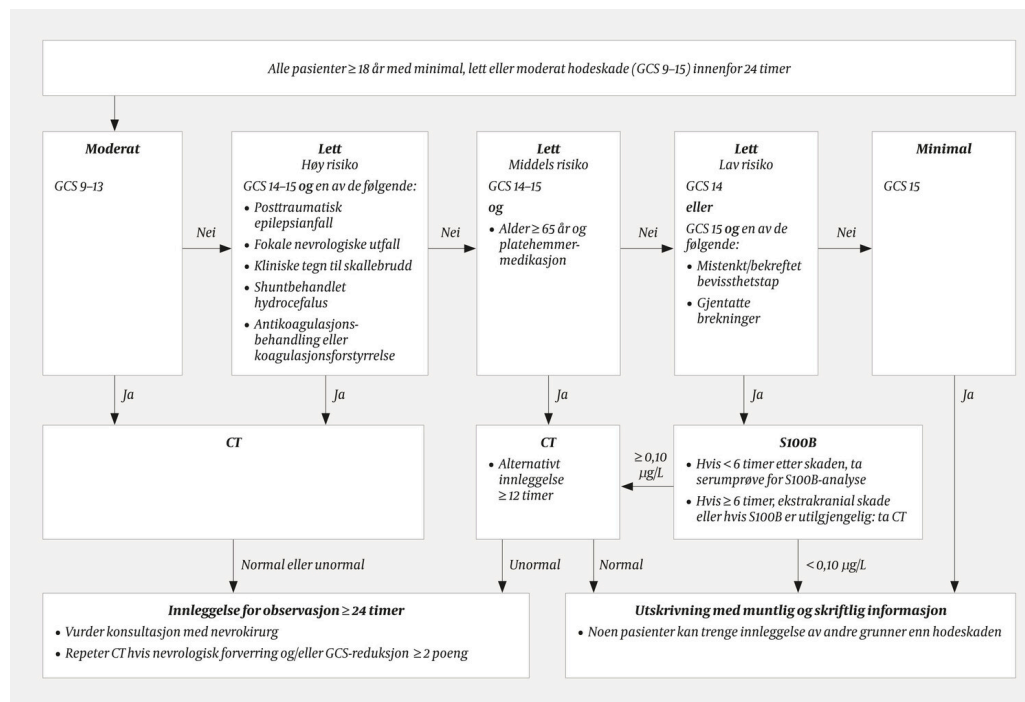 Alle pasienter ≥ 18 år med minimal, lett eller moderat hodeskade (GCS 9–15) innenfor 24 timer
Moderat
GCS 9–13
Nei
Lett
Høy risiko
GCS 14–15 og en av de følgende:
• Posttraumatisk
epilepsianfall
• Fokale nevrologiske utfall
• Kliniske tegn til skallebrudd
• Shuntbehandlet
hydrocefalus
• Antikoagulasjons-
behandling eller
koagulasjonsforstyrrelse
Nei
Lett
Middels risiko
GCS 14–15
og
• Alder ≥ 65 år og
platehemmer-
medikasjon
Nei
Lett
Lav risiko
GCS 14
eller
GCS 15 og en av de
følgende:
• Mistenkt/bekreftet
bevissthetstap
• Gjentatte
brekninger
Nei
Minimal
GCS 15
Ja
Ja
Ja
Ja
Ja
CT
CT
• Alternativt
innleggelse
≥ 12 timer
≥ 0,10
µg/L
S100B
• Hvis < 6 timer etter skaden, ta
serumprøve for S100B-analyse
• Hvis ≥ 6 timer, ekstrakranial skade
eller hvis S100B er utilgjengelig: ta CT
Normal eller unormal
Unormal
Normal
< 0,10 µg/L
Innleggelse for observasjon ≥ 24 timer
• Vurder konsultasjon med nevrokirurg
• Repeter CT hvis nevrologisk forverring og/eller GCS-reduksjon ≥ 2 poeng
Utskrivning med muntlig og skriftlig informasjon
• Noen pasienter kan trenge innleggelse av andre grunner enn hodeskaden